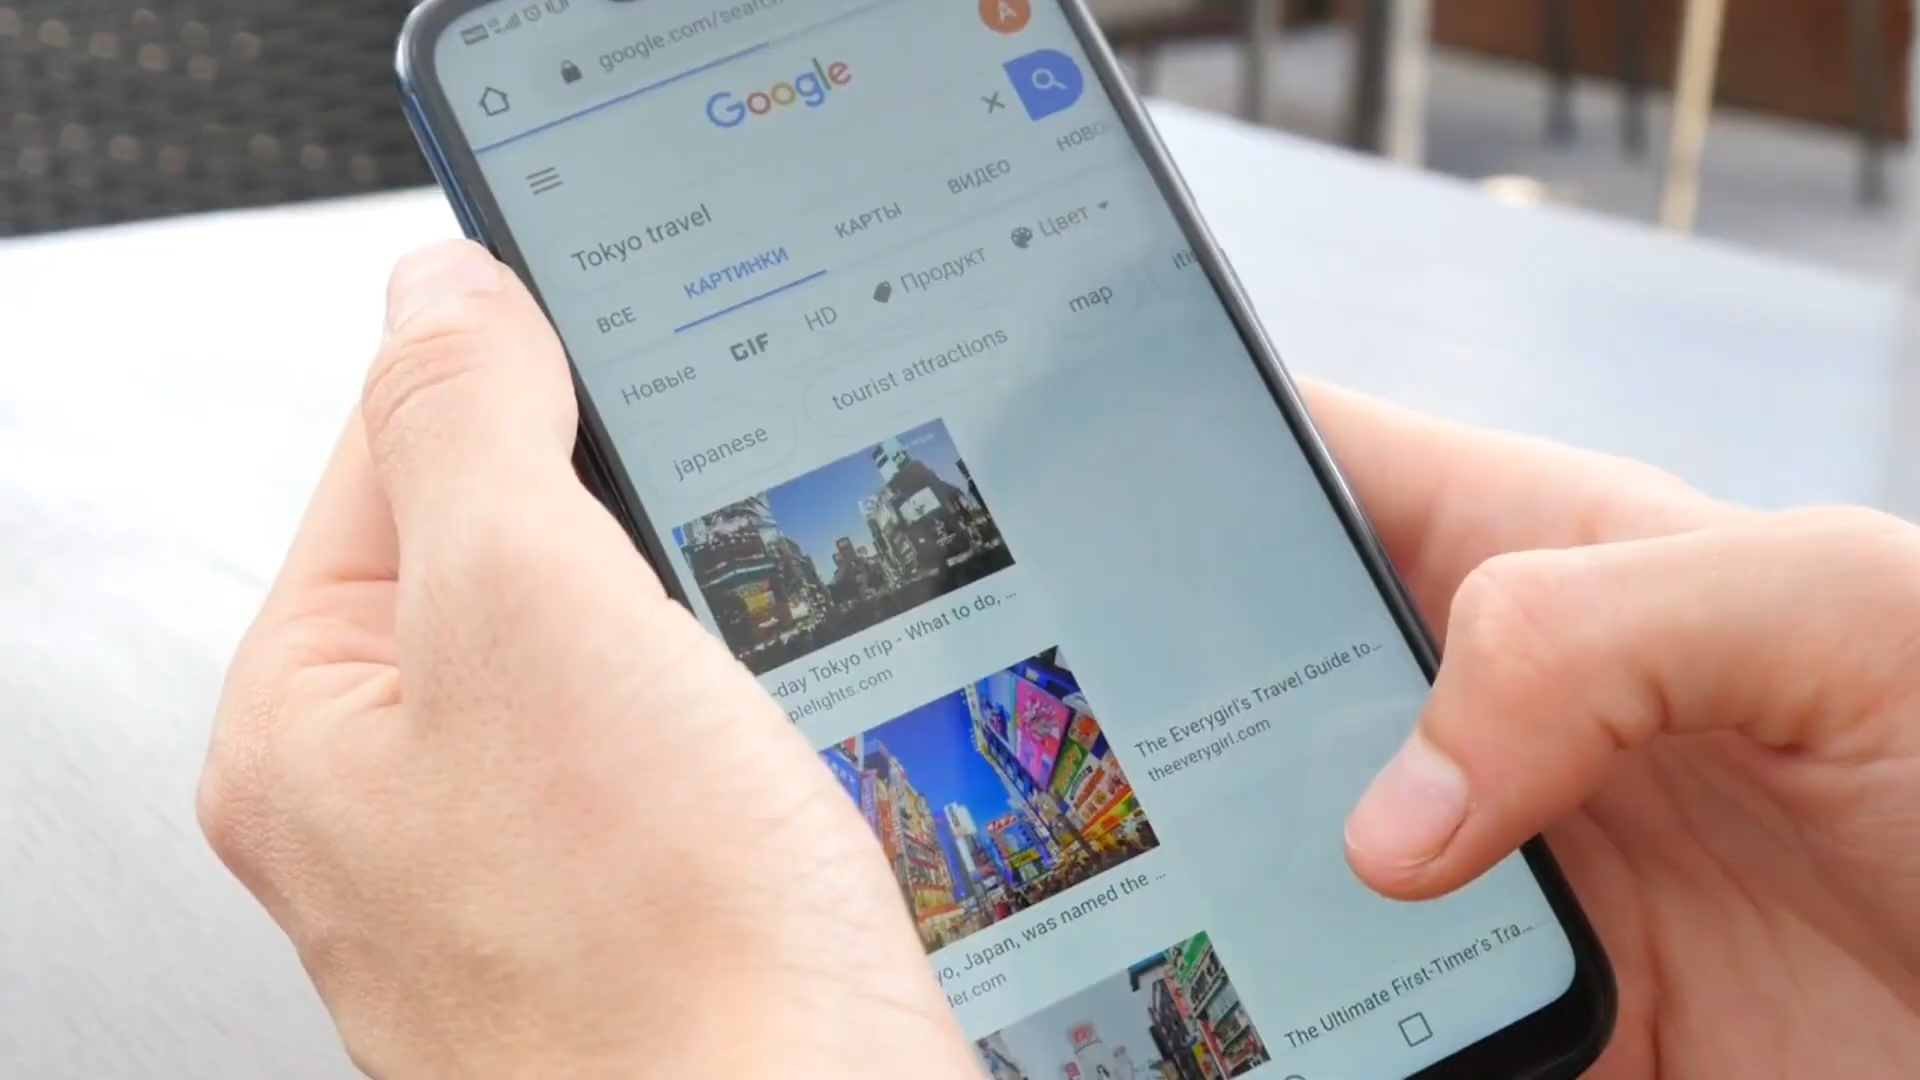 google.com/search
A
Google
Tokyo travel
ВСЕ КАРТИНКИ КАРТЫ ВИДЕО НОВО
Новые GIF HD Продукт Цвет
japanese tourist attractions map
-day Tokyo trip - What to do, ...
plelights.com
The Everygirl's Travel Guide to...
theeverygirl.com
yo, Japan, was named the ...
ler.com
The Ultimate First-Timer's Tra...